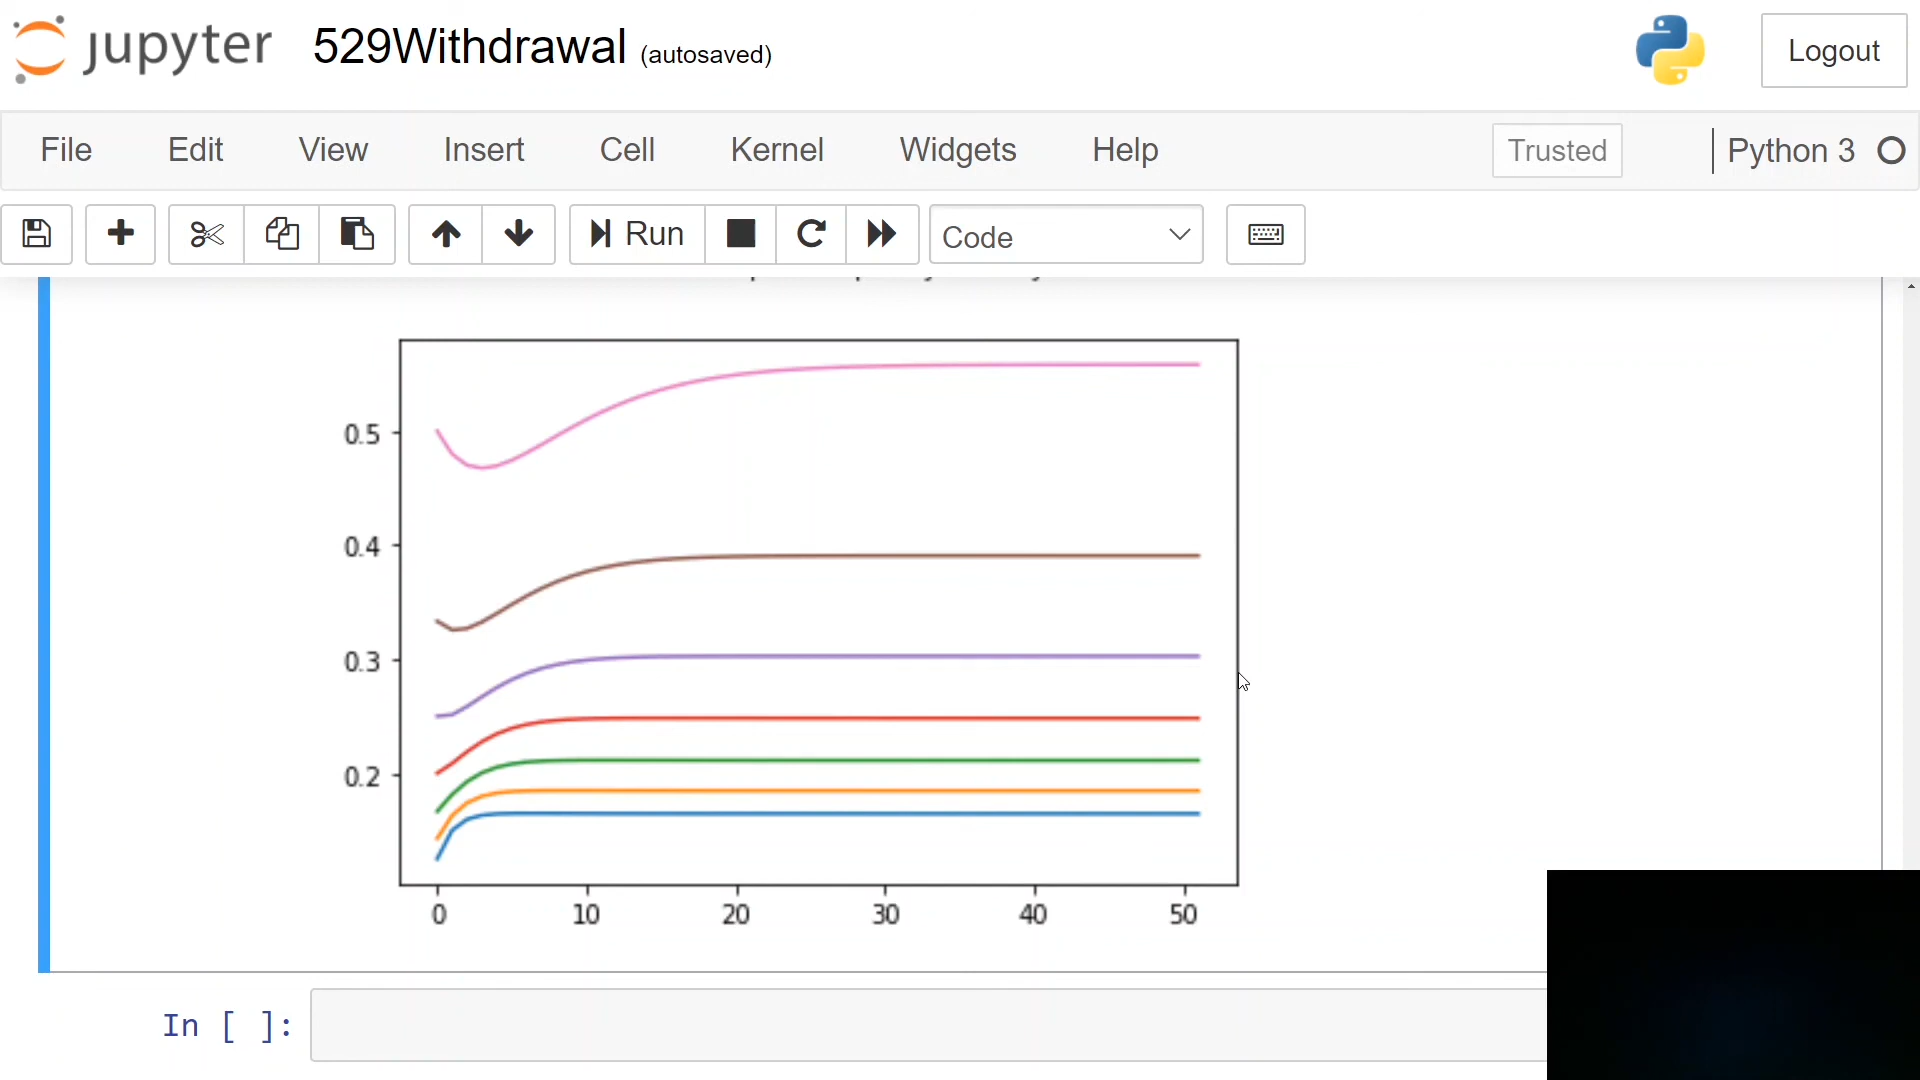 jupyter 529Withdrawal (autosaved)
Logout
File Edit View Insert Cell Kernel Widgets Help Trusted Python 3
Run Code
0.5
0.4
0.3
0.2
0 10 20 30 40 50
In [ ]: